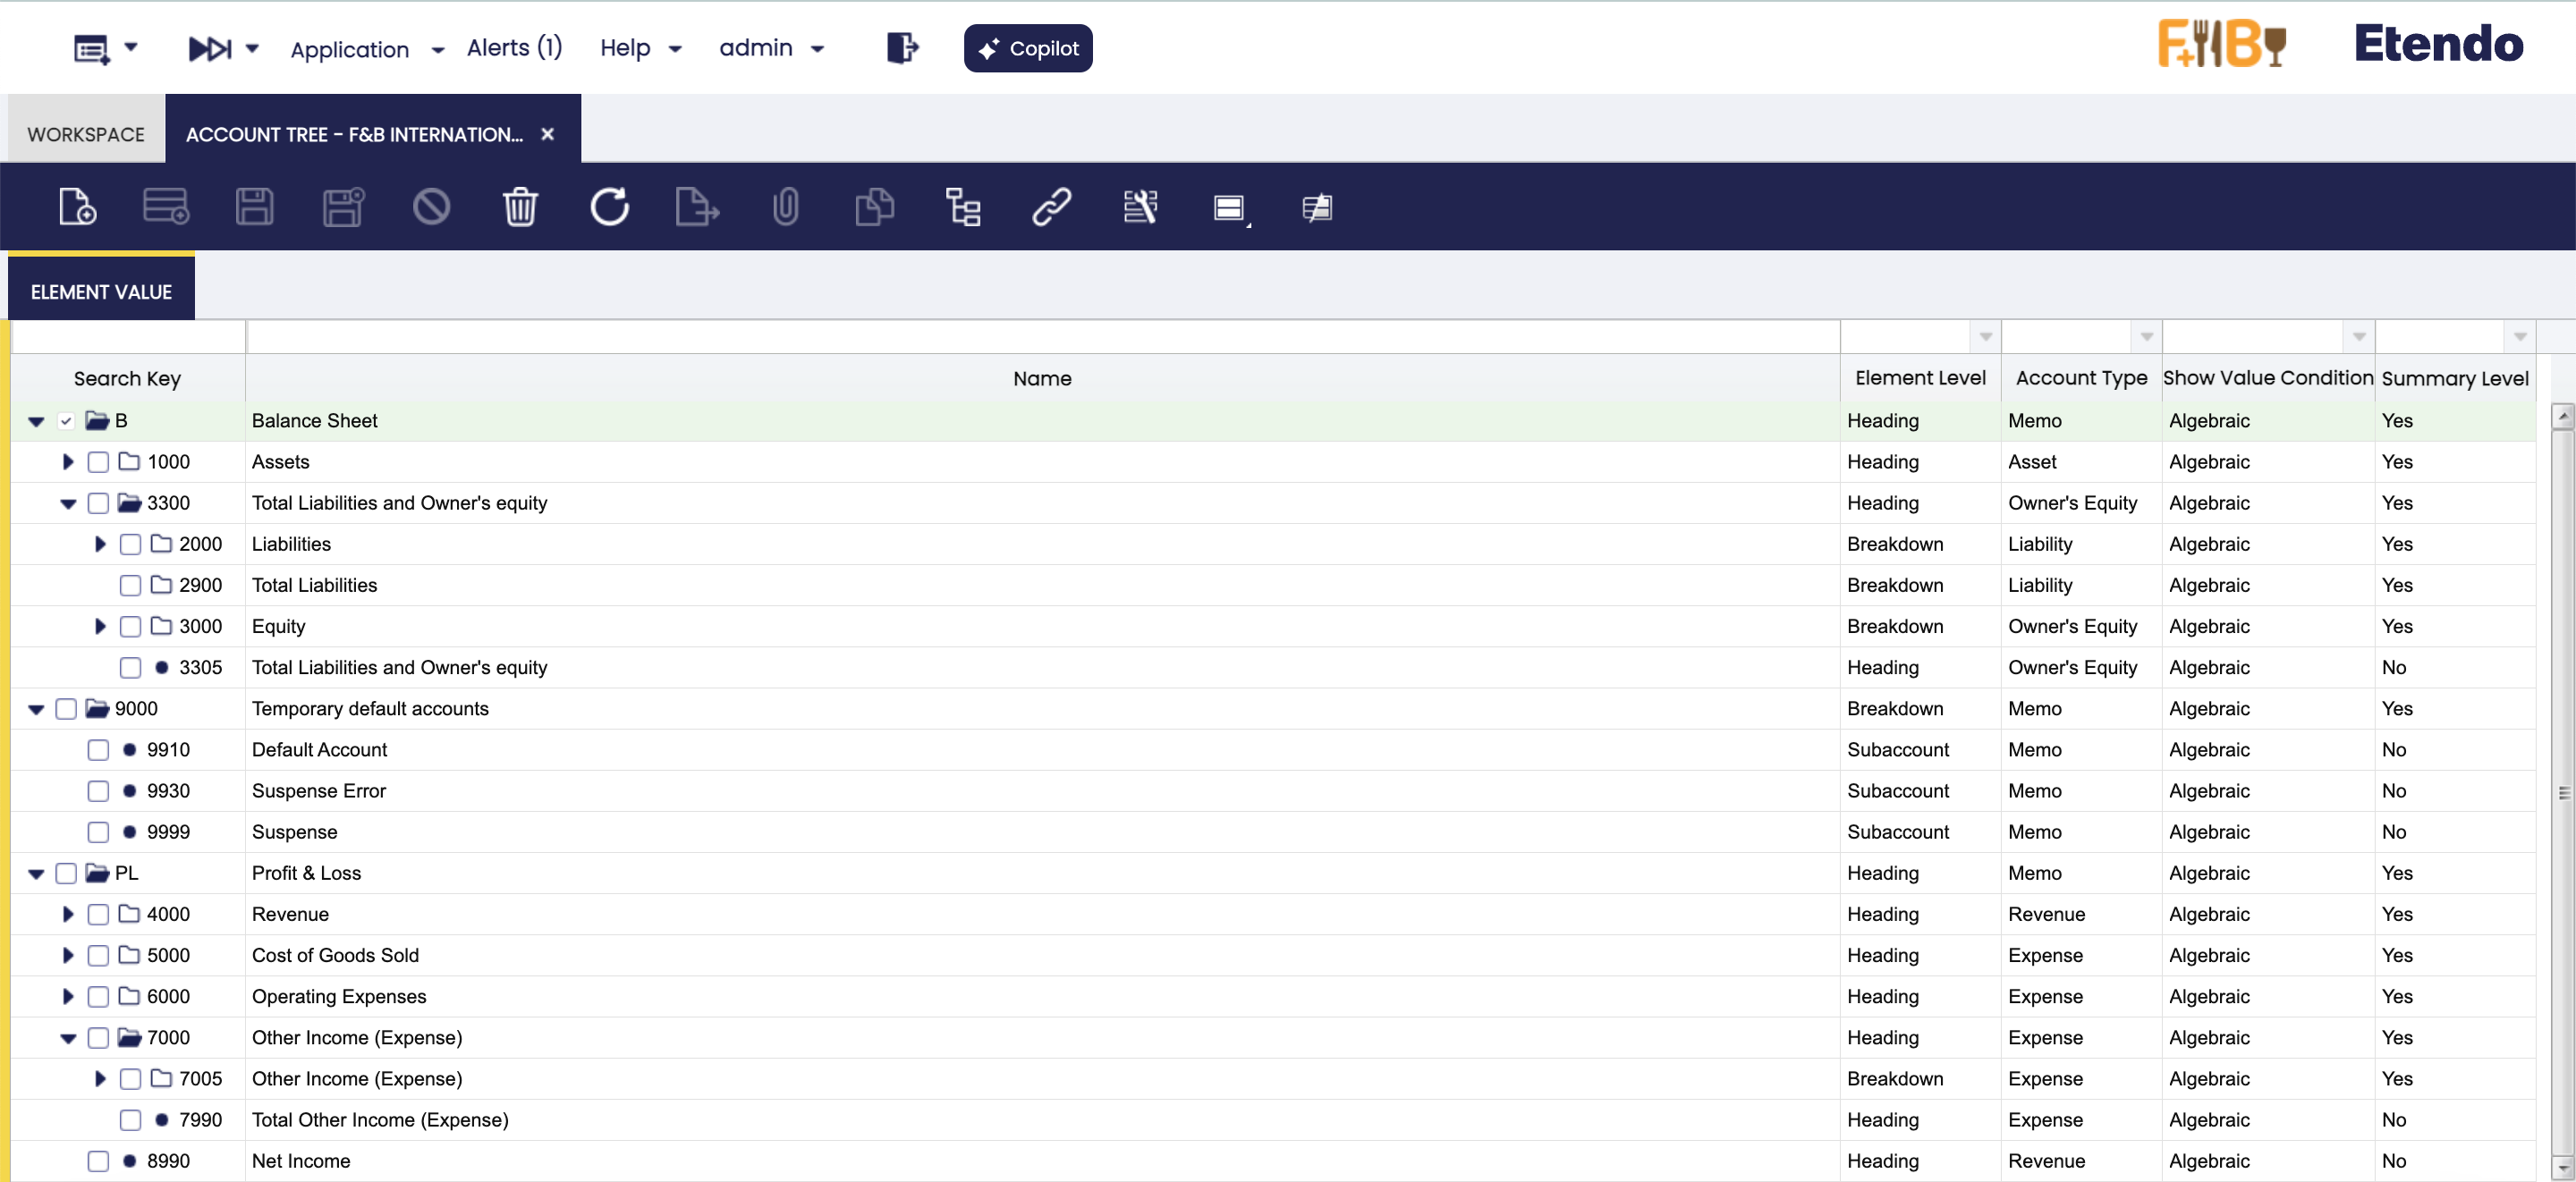 Application Alerts (1) Help admin Copilot F+B Etendo
WORKSPACE ACCOUNT TREE - F&B INTERNATION...
ELEMENT VALUE
Search Key Name Element Level Account Type Show Value Condition Summary Level
B Balance Sheet Heading Memo Algebraic Yes
1000 Assets Heading Asset Algebraic Yes
3300 Total Liabilities and Owner's equity Heading Owner's Equity Algebraic Yes
2000 Liabilities Breakdown Liability Algebraic Yes
2900 Total Liabilities Breakdown Liability Algebraic Yes
3000 Equity Breakdown Owner's Equity Algebraic Yes
3305 Total Liabilities and Owner's equity Heading Owner's Equity Algebraic No
9000 Temporary default accounts Breakdown Memo Algebraic Yes
9910 Default Account Subaccount Memo Algebraic No
9930 Suspense Error Subaccount Memo Algebraic No
9999 Suspense Subaccount Memo Algebraic No
PL Profit & Loss Heading Memo Algebraic Yes
4000 Revenue Heading Revenue Algebraic Yes
5000 Cost of Goods Sold Heading Expense Algebraic Yes
6000 Operating Expenses Heading Expense Algebraic Yes
7000 Other Income (Expense) Heading Expense Algebraic Yes
7005 Other Income (Expense) Breakdown Expense Algebraic Yes
7990 Total Other Income (Expense) Heading Expense Algebraic No
8990 Net Income Heading Revenue Algebraic No